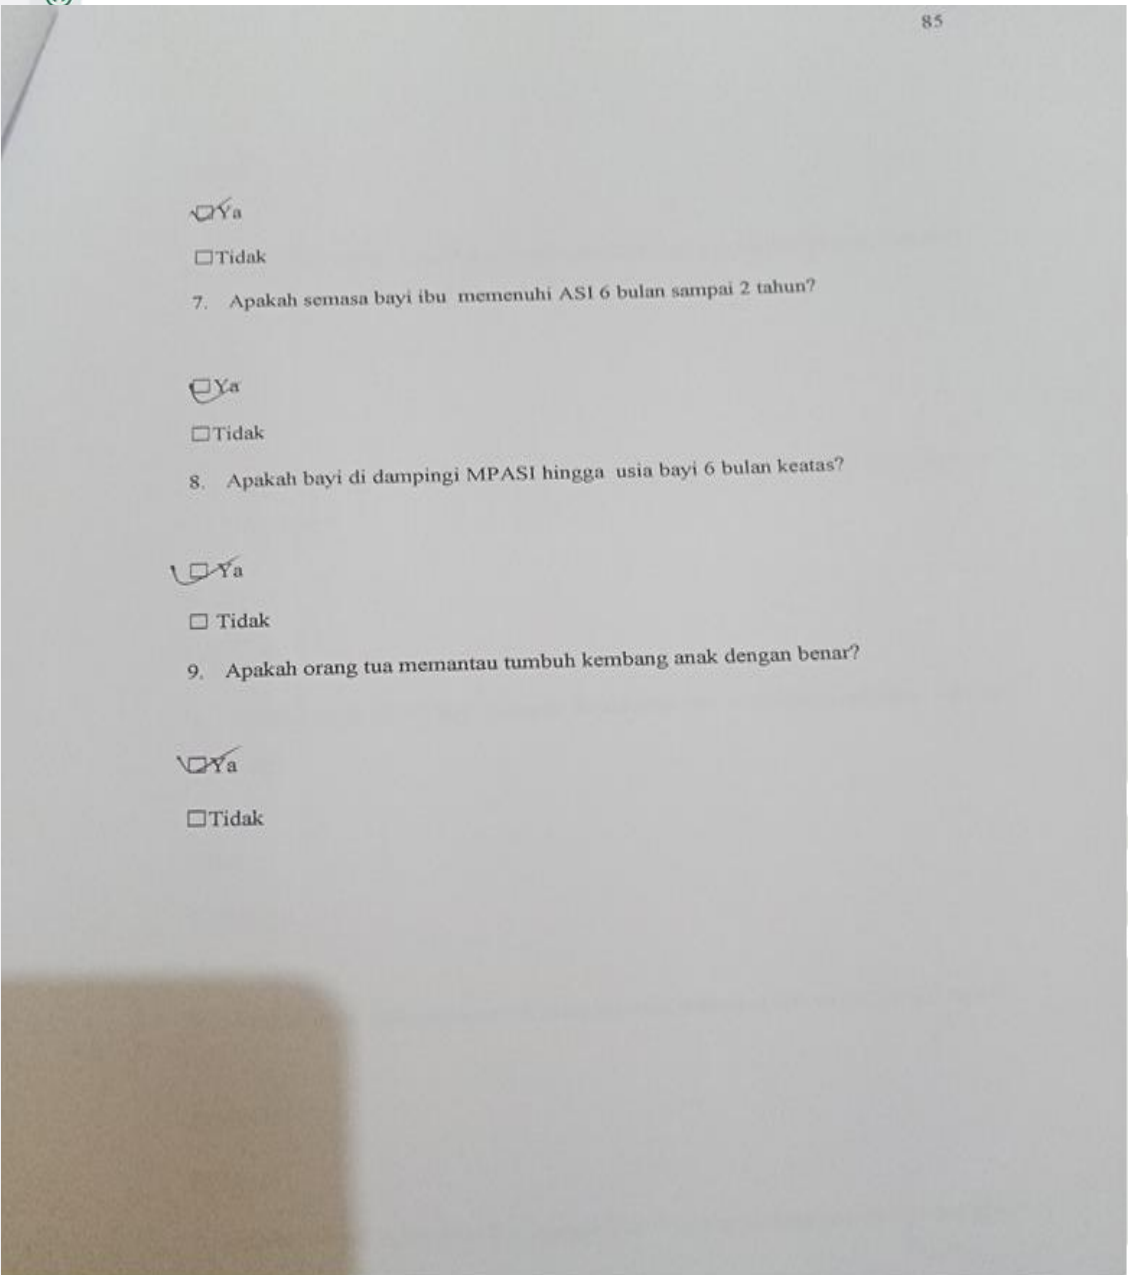 85
☑Ya
☐Tidak
7. Apakah semasa bayi ibu memenuhi ASI 6 bulan sampai 2 tahun?
☑Ya
☐Tidak
8. Apakah bayi di dampingi MPASI hingga usia bayi 6 bulan keatas?
☑ Ya
☐ Tidak
9. Apakah orang tua memantau tumbuh kembang anak dengan benar?
☑Ya
☐Tidak